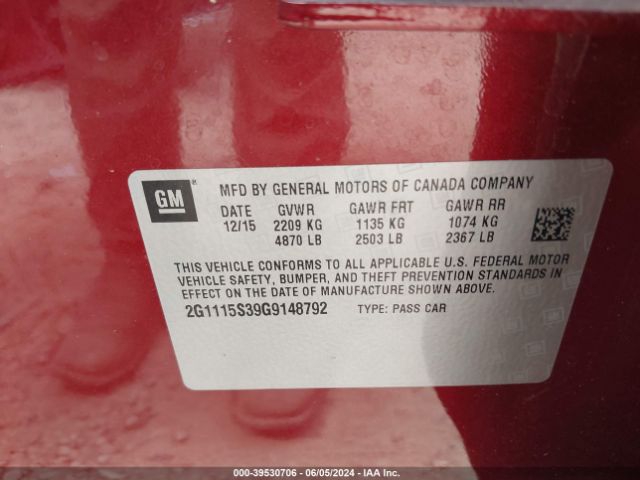 GM ® MFD BY GENERAL MOTORS OF CANADA COMPANY
DATE GVWR GAWR FRT GAWR RR
12/15 2209 KG 1135 KG 1074 KG
4870 LB 2503 LB 2367 LB
THIS VEHICLE CONFORMS TO ALL APPLICABLE U.S. FEDERAL MOTOR
VEHICLE SAFETY, BUMPER, AND THEFT PREVENTION STANDARDS IN
EFFECT ON THE DATE OF MANUFACTURE SHOWN ABOVE.
2G1115S39G9148792 TYPE: PASS CAR
000-39530706 - 06/05/2024 - IAA Inc.